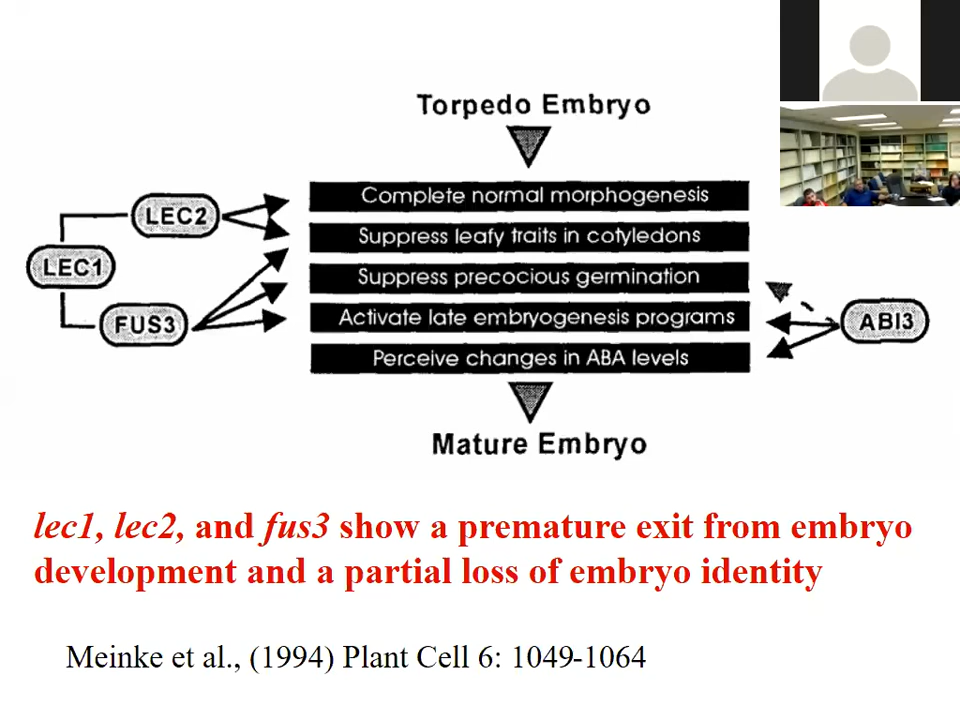 Torpedo Embryo
Complete normal morphogenesis
LEC2
Suppress leafy traits in cotyledons
LEC1
Suppress precocious germination
FUS3
Activate late embryogenesis programs
ABI3
Perceive changes in ABA levels
Mature Embryo
lec1, lec2, and fus3 show a premature exit from embryo
development and a partial loss of embryo identity
Meinke et al., (1994) Plant Cell 6: 1049-1064